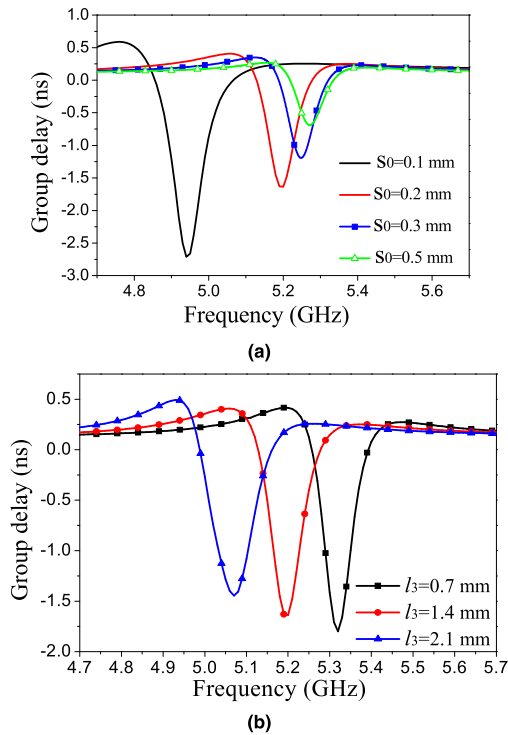 (a)
1.0
0.5
0.0
-0.5
-1.0
-1.5
-2.0
-2.5
-3.0
Group delay (ns)
S0=0.1 mm
S0=0.2 mm
S0=0.3 mm
S0=0.5 mm
4.8 5.0 5.2 5.4 5.6
Frequency (GHz)
(a)
0.5
0.0
-0.5
-1.0
-1.5
-2.0
Group delay (ns)
l3=0.7 mm
l3=1.4 mm
l3=2.1 mm
4.7 4.8 4.9 5.0 5.1 5.2 5.3 5.4 5.5 5.6 5.7
Frequency (GHz)
(b)